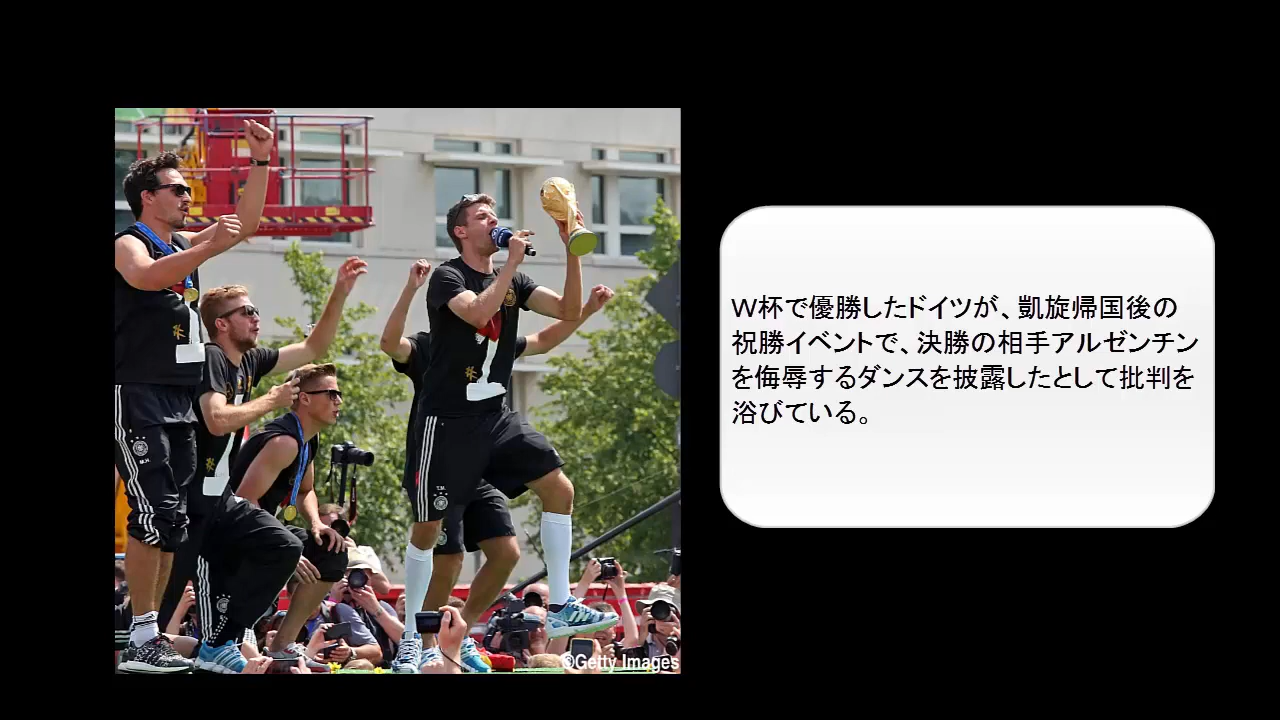 W杯で優勝したドイツが、凱旋帰国後の
祝勝イベントで、決勝の相手アルゼンチン
を侮辱するダンスを披露したとして批判を
浴びている。
1
1
1
M.H.
T.M.
©Getty Images